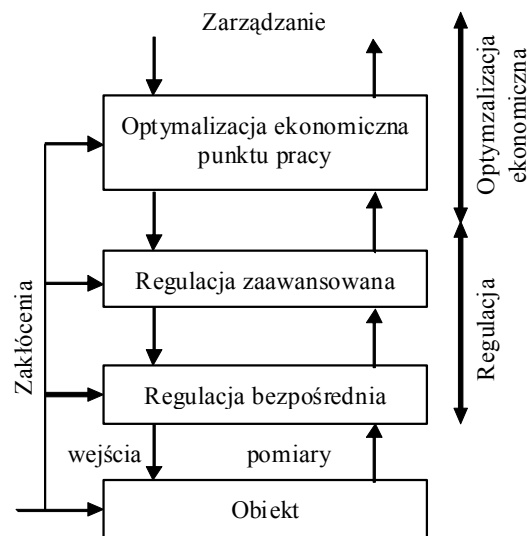 Zarządzanie
Optymalizacja ekonomiczna
punktu pracy
Regulacja zaawansowana
Regulacja bezpośrednia
wejścia
pomiary
Obiekt
Zakłócenia
Optymzalizacja
ekonomiczna
Regulacja